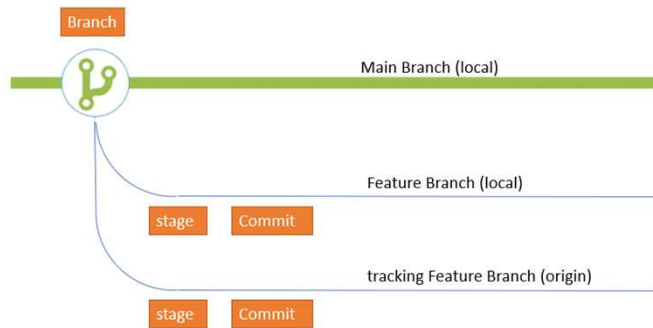 Branch
Main Branch (local)
Feature Branch (local)
stage
Commit
tracking Feature Branch (origin)
stage
Commit